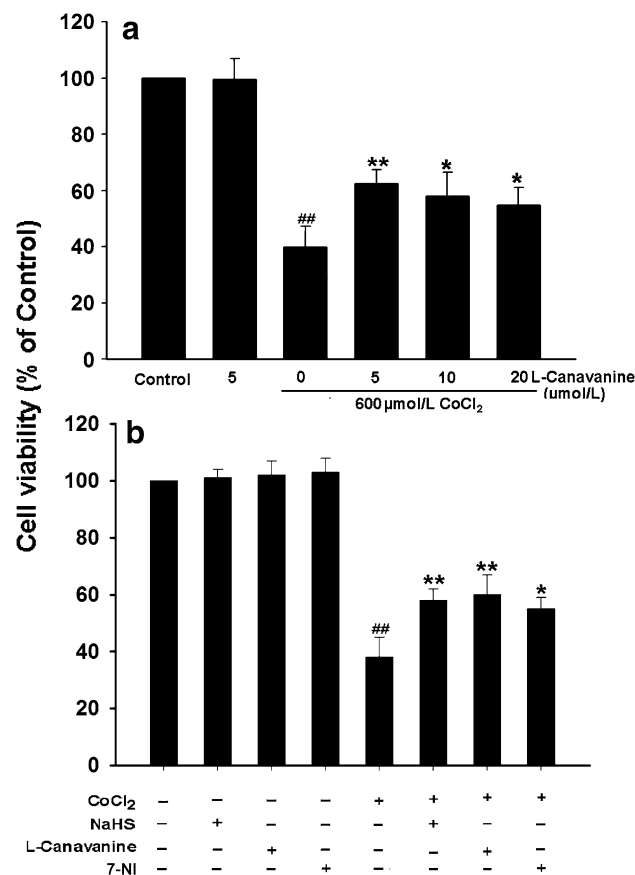 Cell viability (% of Control)
a
120
100
80
60
40
20
0
## ** * *
Control 5 0 5 10 20 L-Canavanine
(umol/L)
600 µmol/L CoCl₂
b
120
100
80
60
40
20
0
## ** ** *
CoCl₂ – – – – + + + +
NaHS – + – – – + – –
L-Canavanine – – + – – – + –
7-NI – – – + – – – +